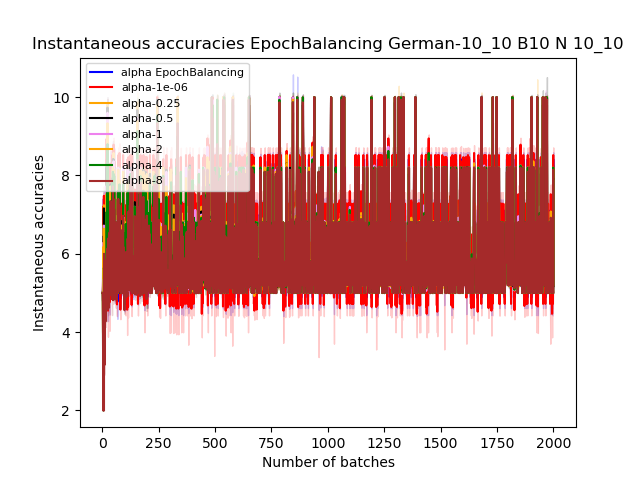 Instantaneous accuracies EpochBalancing German-10_10 B10 N 10_10
alpha EpochBalancing
alpha-1e-06
alpha-0.25
alpha-0.5
alpha-1
alpha-2
alpha-4
alpha-8
Instantaneous accuracies
10
8
6
4
2
0 250 500 750 1000 1250 1500 1750 2000
Number of batches